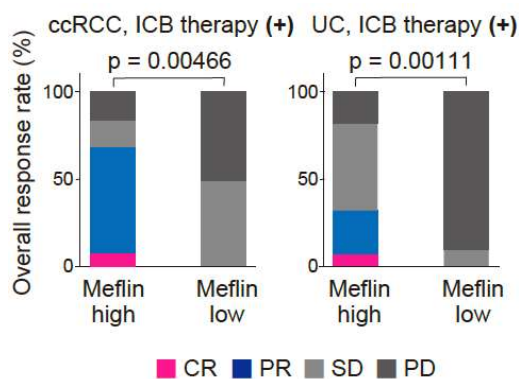 ccRCC, ICB therapy (+)
UC, ICB therapy (+)
p = 0.00466
p = 0.00111
Overall response rate (%)
100
50
0
100
50
0
Meflin high
Meflin low
Meflin high
Meflin low
CR PR SD PD